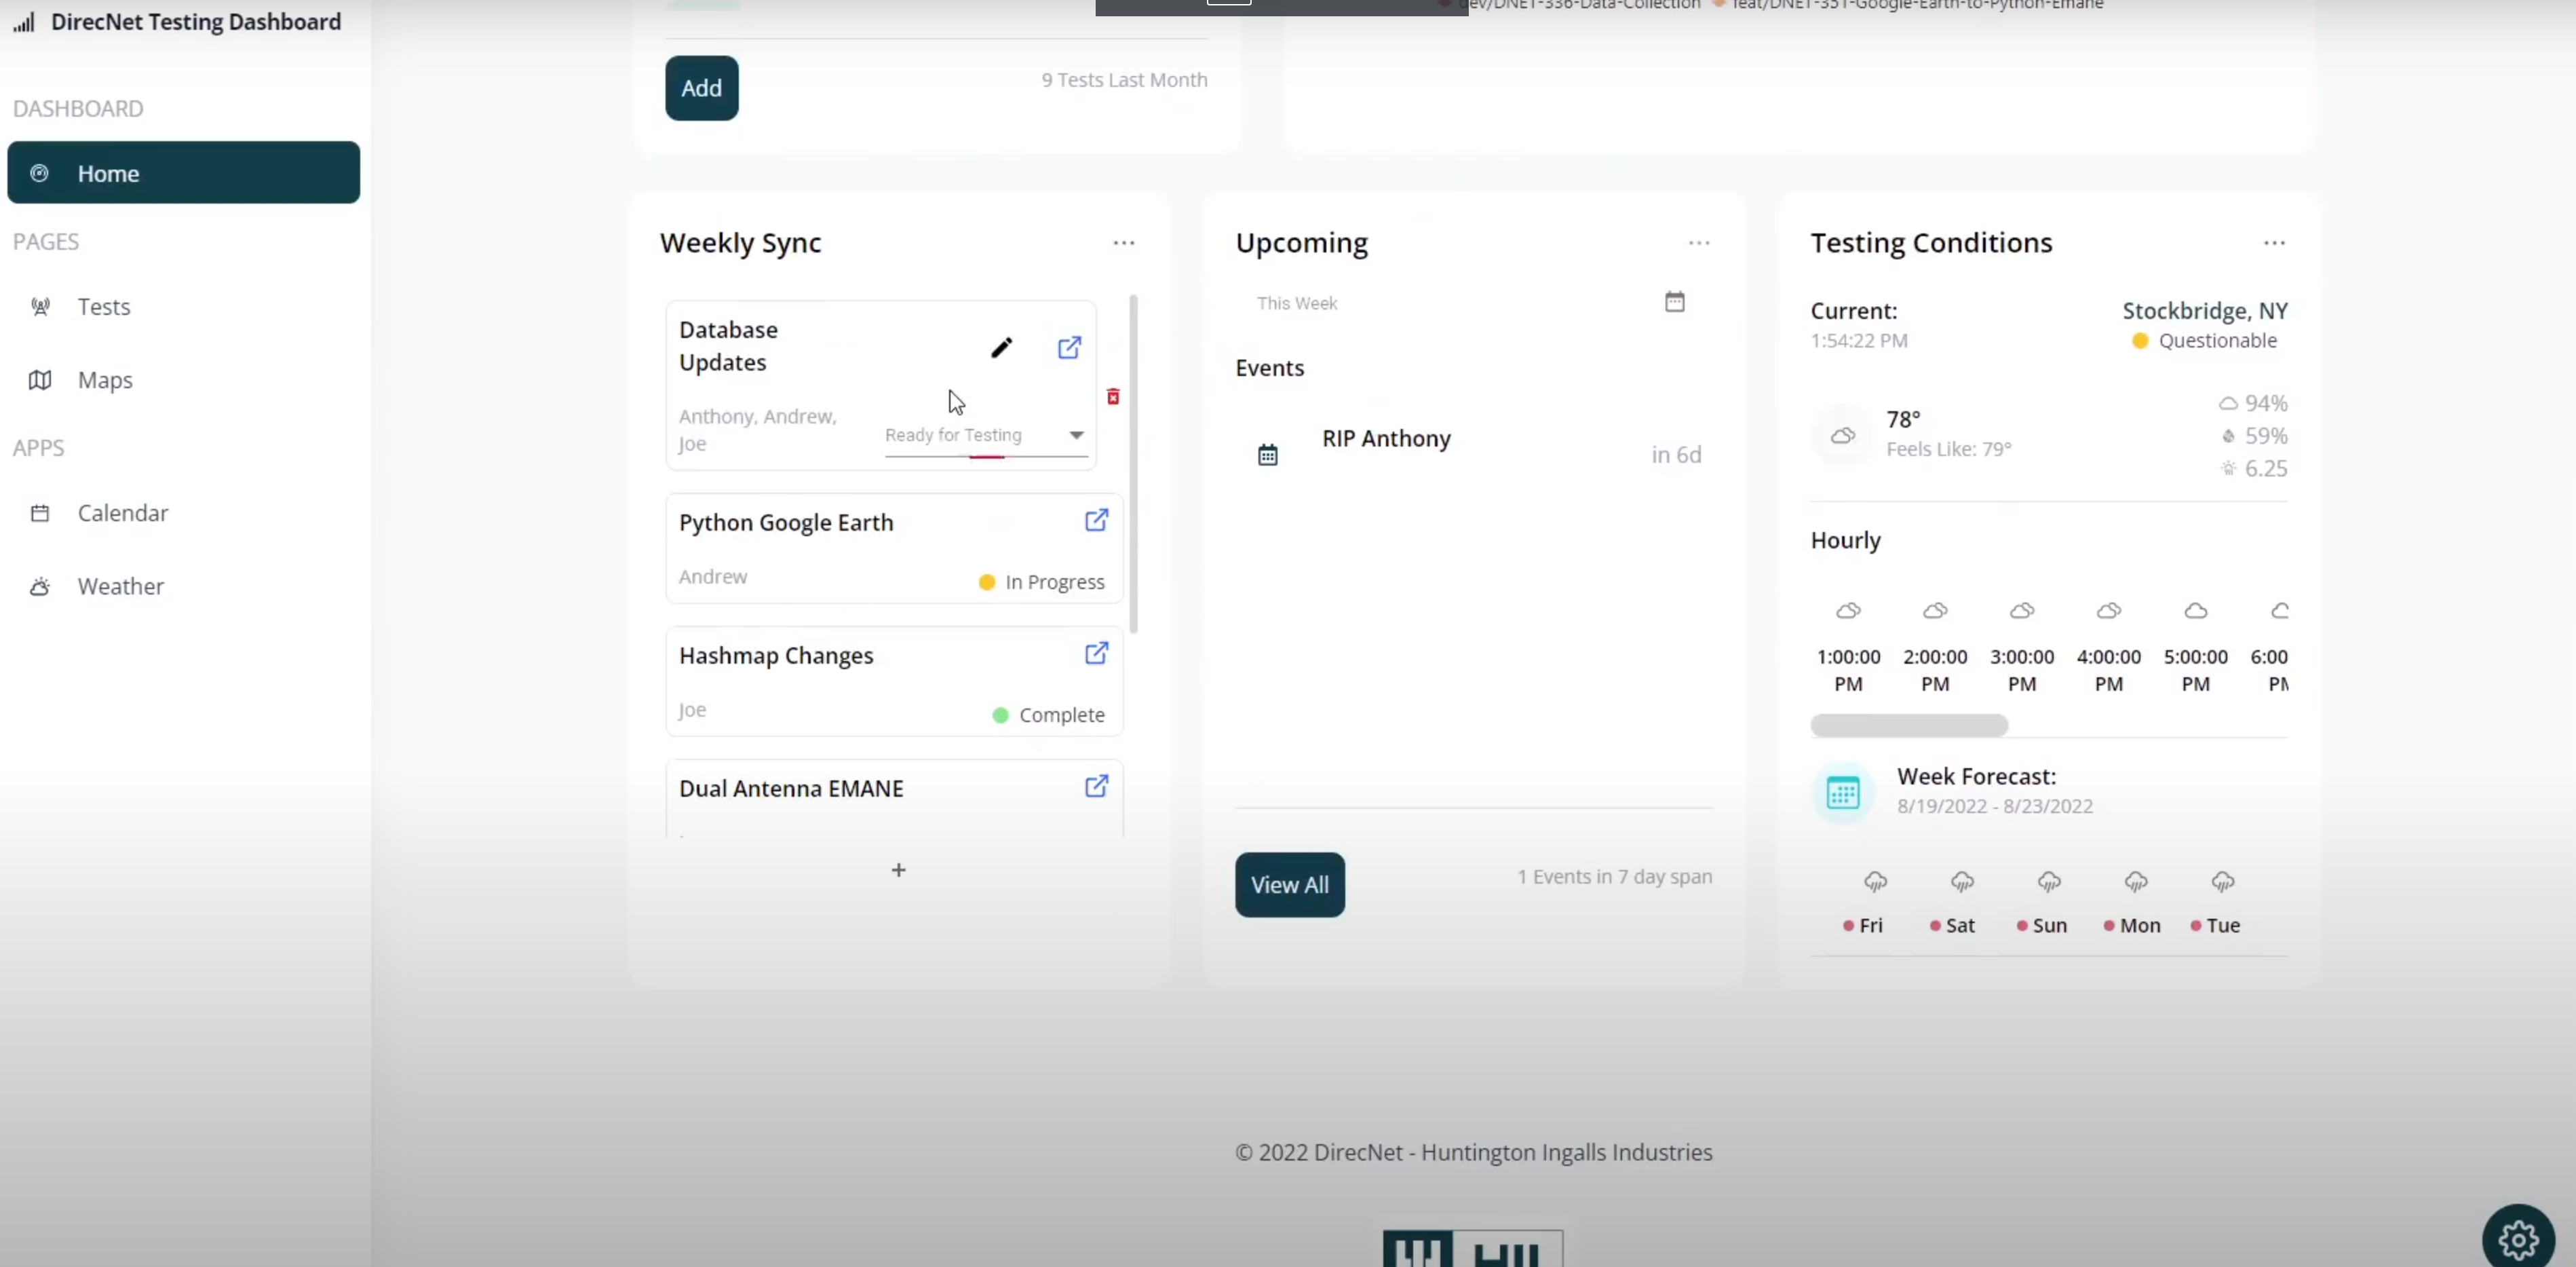 DirecNet Testing Dashboard
dev/DNET-336-Data-Collection feat/DNET-351-Google-Earth-to-Python-Emane
DASHBOARD
Home
PAGES
Tests
Maps
APPS
Calendar
Weather
Add
9 Tests Last Month
Weekly Sync
Database
Updates
Anthony, Andrew,
Joe
Ready for Testing
Python Google Earth
Andrew
In Progress
Hashmap Changes
Joe
Complete
Dual Antenna EMANE
+
Upcoming
This Week
Events
RIP Anthony
in 6d
View All
1 Events in 7 day span
Testing Conditions
Current:
Stockbridge, NY
1:54:22 PM
Questionable
78°
Feels Like: 79°
94%
59%
6.25
Hourly
1:00:00 2:00:00 3:00:00 4:00:00 5:00:00 6:00
PM PM PM PM PM
Week Forecast:
8/19/2022 - 8/23/2022
Fri Sat Sun Mon Tue
© 2022 DirecNet - Huntington Ingalls Industries